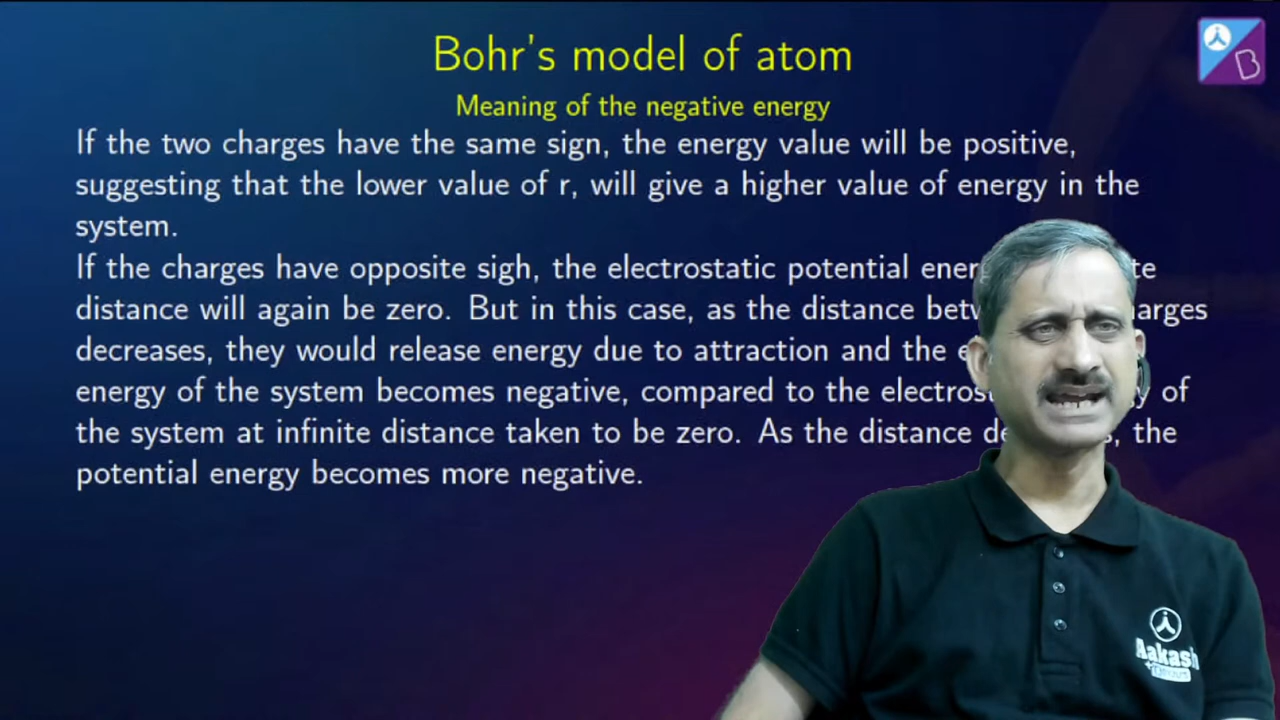 Bohr's model of atom
Meaning of the negative energy
If the two charges have the same sign, the energy value will be positive,
suggesting that the lower value of r, will give a higher value of energy in the
system.
If the charges have opposite sigh, the electrostatic potential
distance will again be zero. But in this case, as the distance
decreases, they would release energy due to attraction and the
energy of the system becomes negative, compared to the of
the system at infinite distance taken to be zero. As the distance the
potential energy becomes more negative.
Aakash